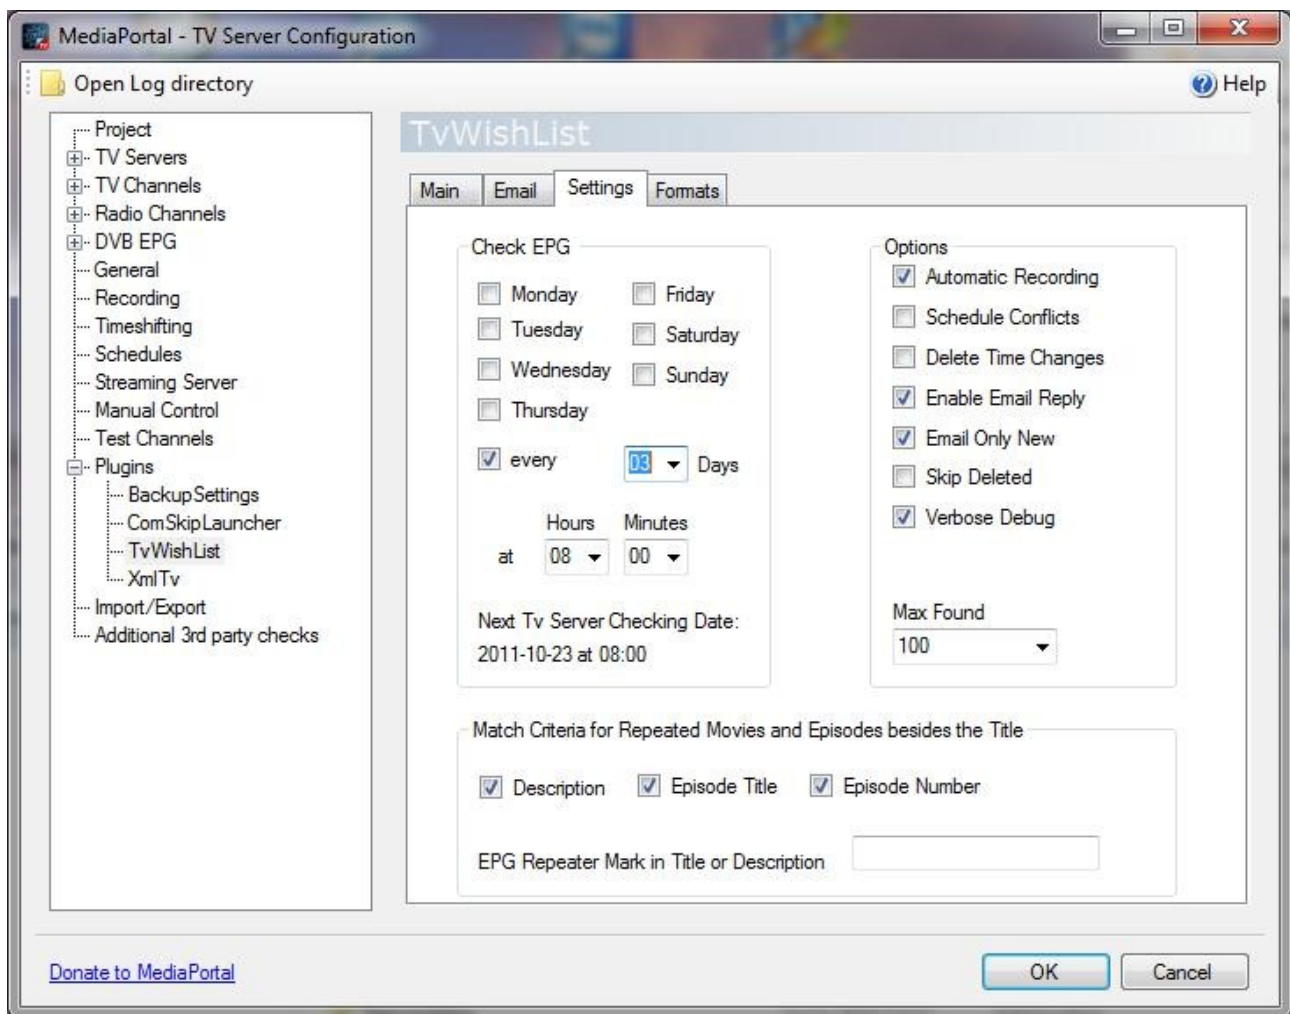 MediaPortal - TV Server Configuration
Open Log directory
Help
Project
TV Servers
TV Channels
Radio Channels
DVB EPG
General
Recording
Timeshifting
Schedules
Streaming Server
Manual Control
Test Channels
Plugins
BackupSettings
ComSkipLauncher
TvWishList
XmlTv
Import/Export
Additional 3rd party checks
TvWishList
Main Email Settings Formats
Check EPG
Monday Friday
Tuesday Saturday
Wednesday Sunday
Thursday
every 03 Days
Hours Minutes
at 08 00
Next Tv Server Checking Date:
2011-10-23 at 08:00
Options
Automatic Recording
Schedule Conflicts
Delete Time Changes
Enable Email Reply
Email Only New
Skip Deleted
Verbose Debug
Max Found
100
Match Criteria for Repeated Movies and Episodes besides the Title
Description Episode Title Episode Number
EPG Repeater Mark in Title or Description
Donate to MediaPortal
OK Cancel